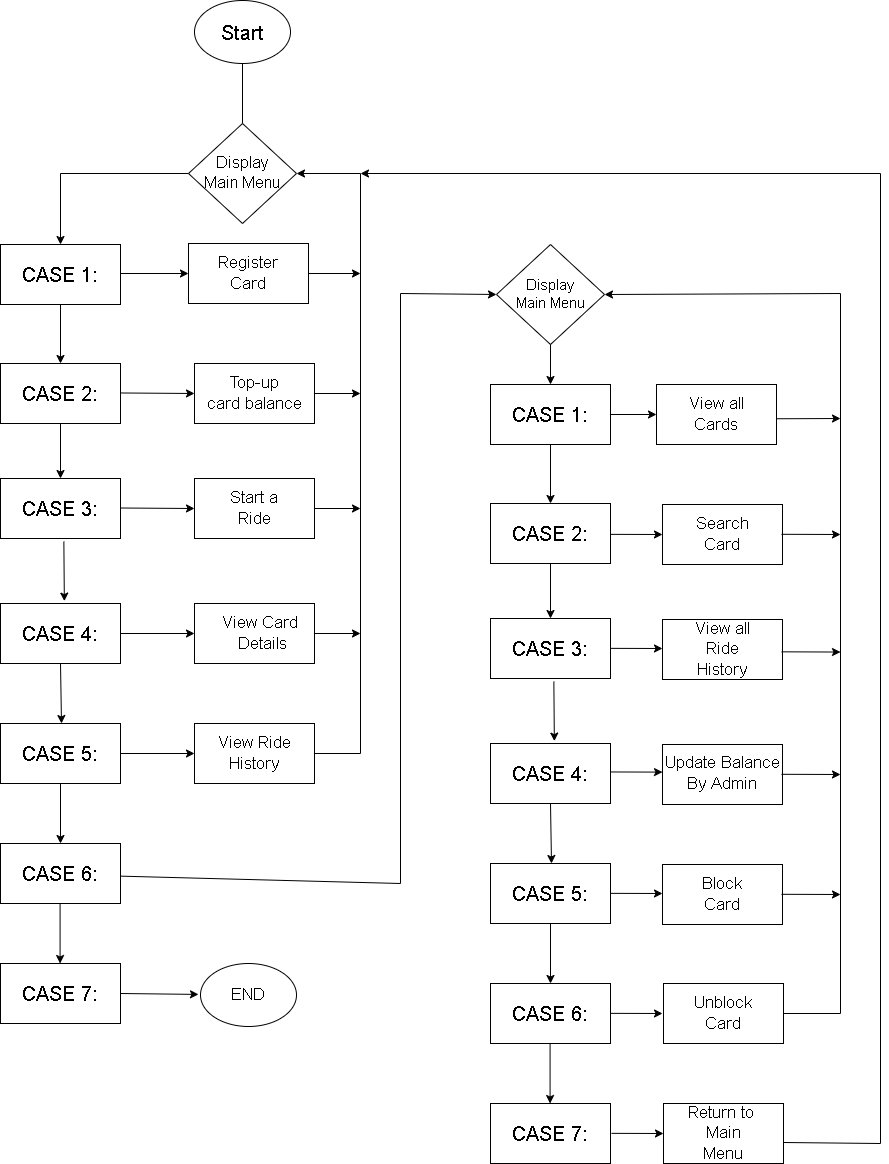 Start
Display
Main Menu
CASE 1:
Register
Card
CASE 2:
Top-up
card balance
CASE 3:
Start a
Ride
CASE 4:
View Card
Details
CASE 5:
View Ride
History
CASE 6:
CASE 7:
END
Display
Main Menu
CASE 1:
View all
Cards
CASE 2:
Search
Card
CASE 3:
View all
Ride
History
CASE 4:
Update Balance
By Admin
CASE 5:
Block
Card
CASE 6:
Unblock
Card
CASE 7:
Return to
Main
Menu